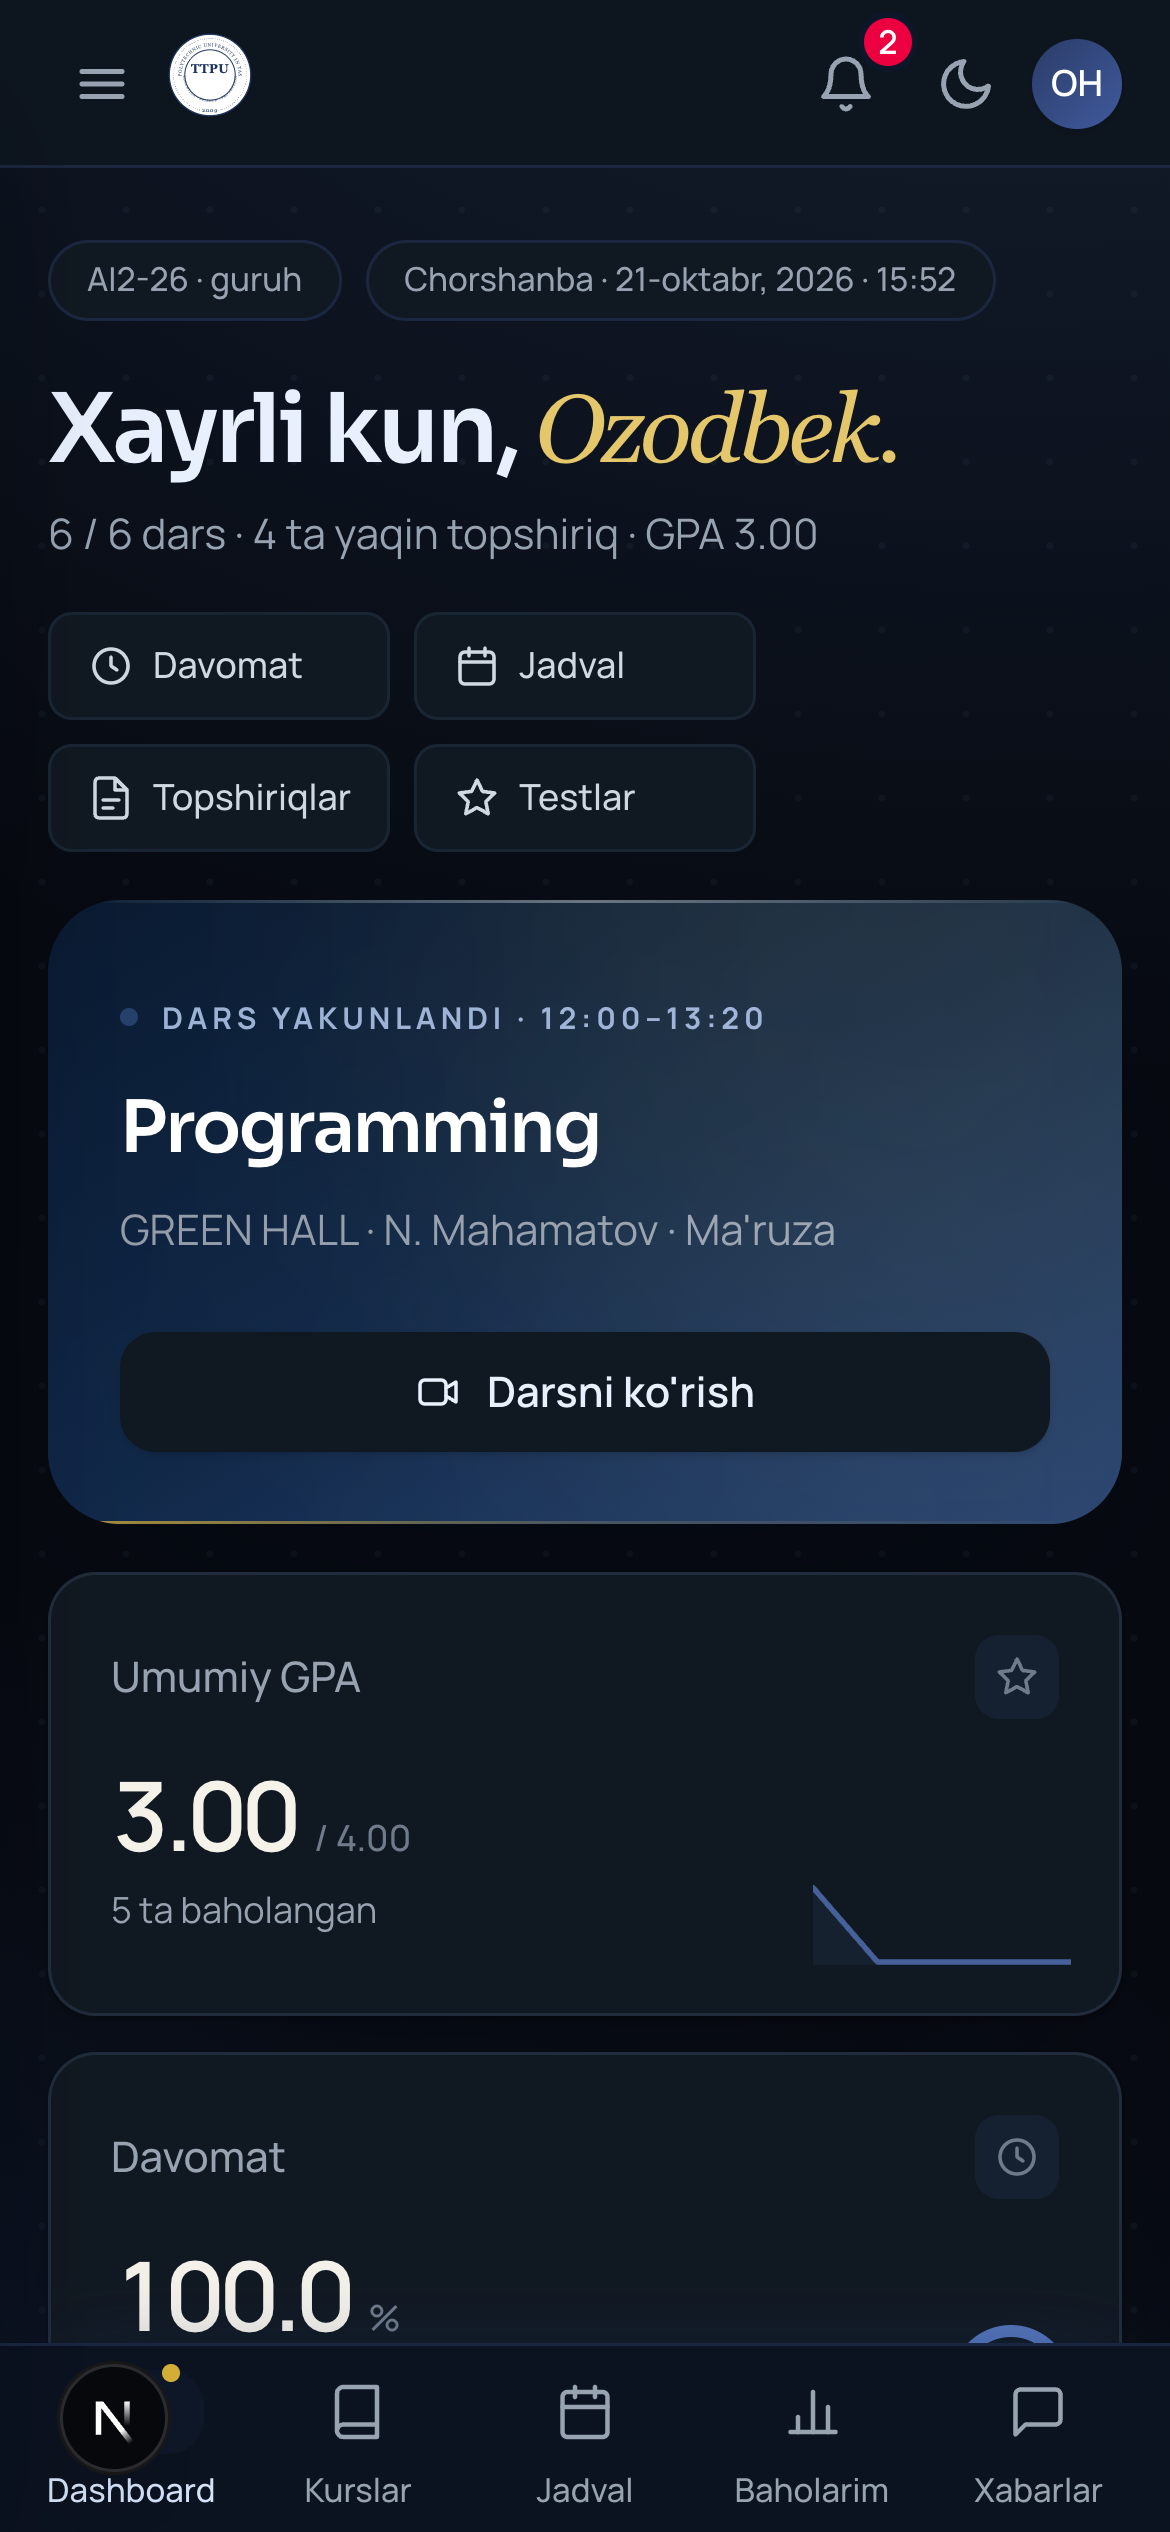 TTPU
2009
2
OH
AI2-26 · guruh
Chorshanba · 21-oktabr, 2026 · 15:52
Xayrli kun, Ozodbek.
6 / 6 dars · 4 ta yaqin topshiriq · GPA 3.00
Davomat
Jadval
Topshiriqlar
Testlar
DARS YAKUNLANDI · 12:00–13:20
Programming
GREEN HALL · N. Mahamatov · Ma'ruza
Darsni ko'rish
Umumiy GPA
3.00 / 4.00
5 ta baholangan
Davomat
100.0 %
N
Dashboard
Kurslar
Jadval
Baholarim
Xabarlar